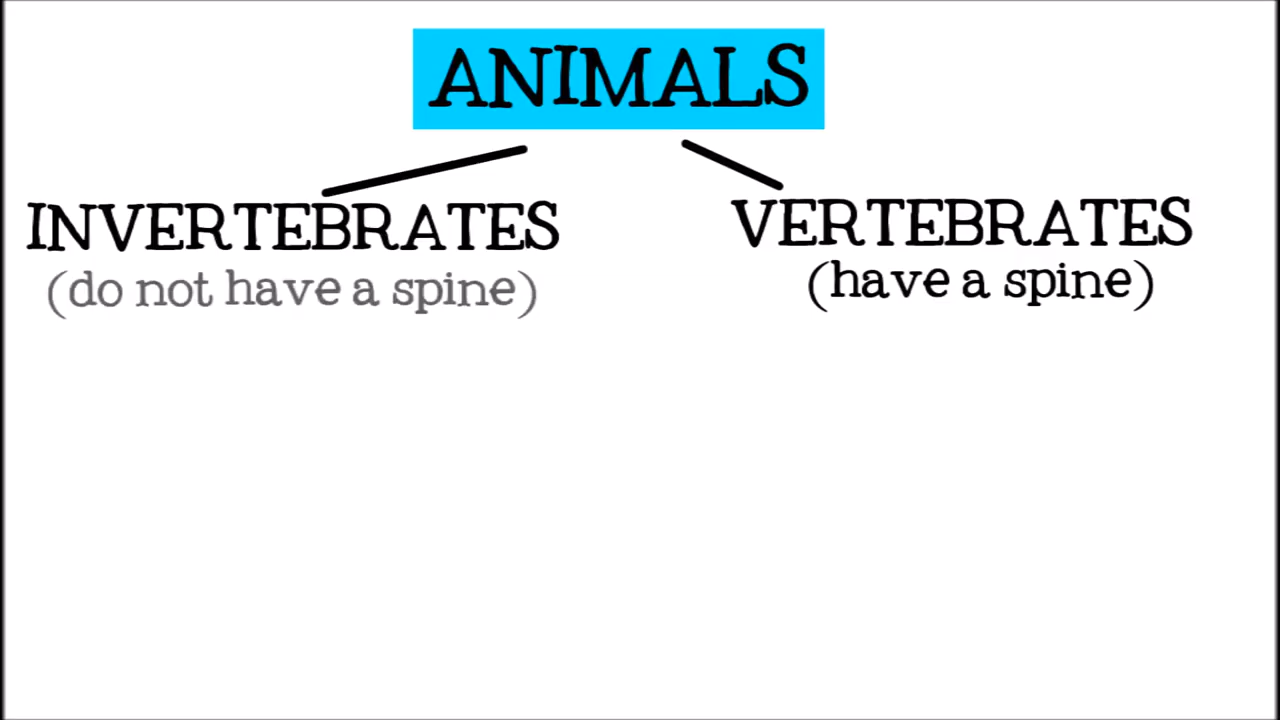 ANIMALS
INVERTEBRATES
(do not have a spine)
VERTEBRATES
(have a spine)